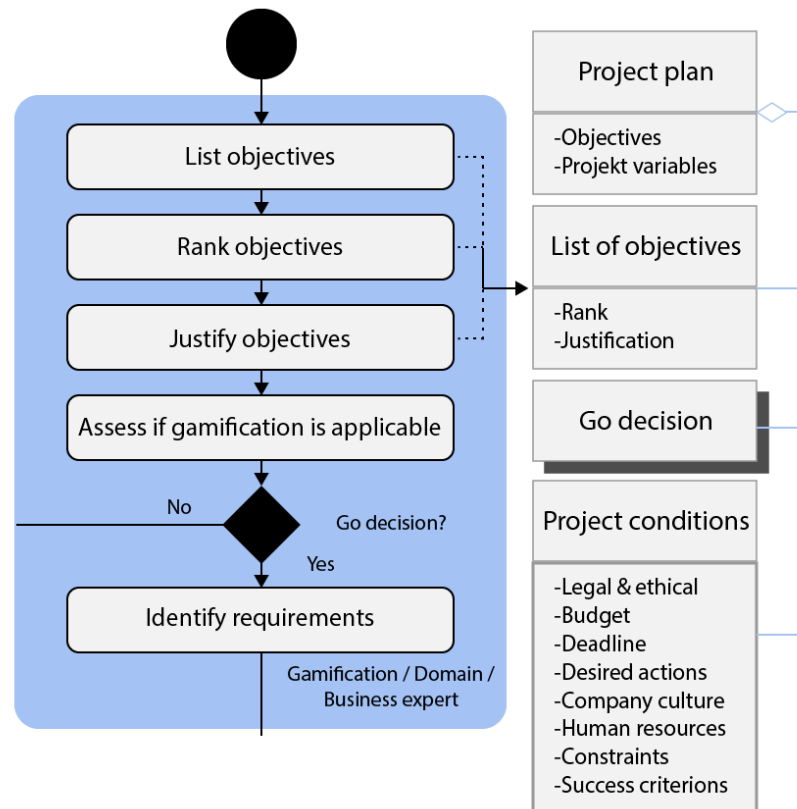 List objectives
Rank objectives
Justify objectives
Assess if gamification is applicable
No
Go decision?
Yes
Identify requirements
Gamification / Domain /
Business expert
Project plan
-Objectives
-Projekt variables
List of objectives
-Rank
-Justification
Go decision
Project conditions
-Legal & ethical
-Budget
-Deadline
-Desired actions
-Company culture
-Human resources
-Constraints
-Success criterions